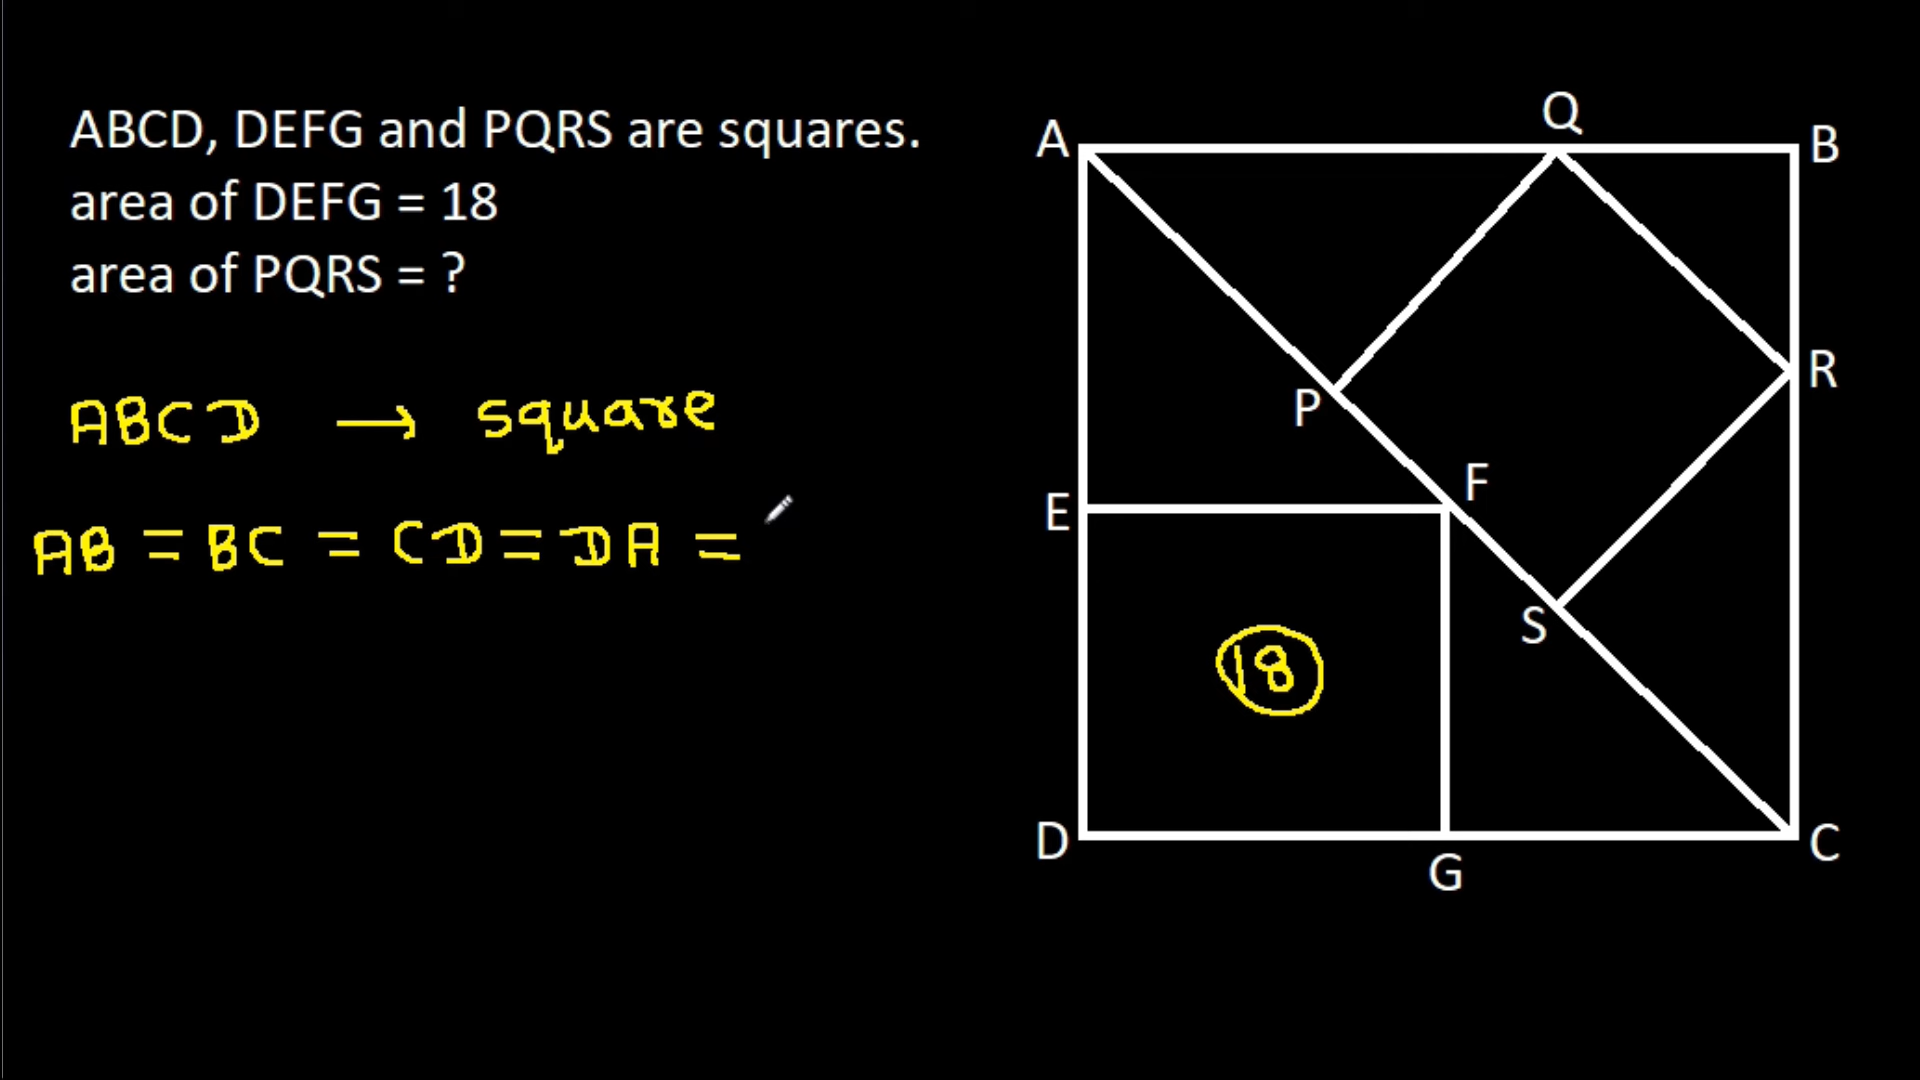 ABCD, DEFG and PQRS are squares.
area of DEFG = 18
area of PQRS = ?
ABCD → square
AB = BC = CD = DA =
Q
A
B
R
P
F
E
S
18
D
C
G